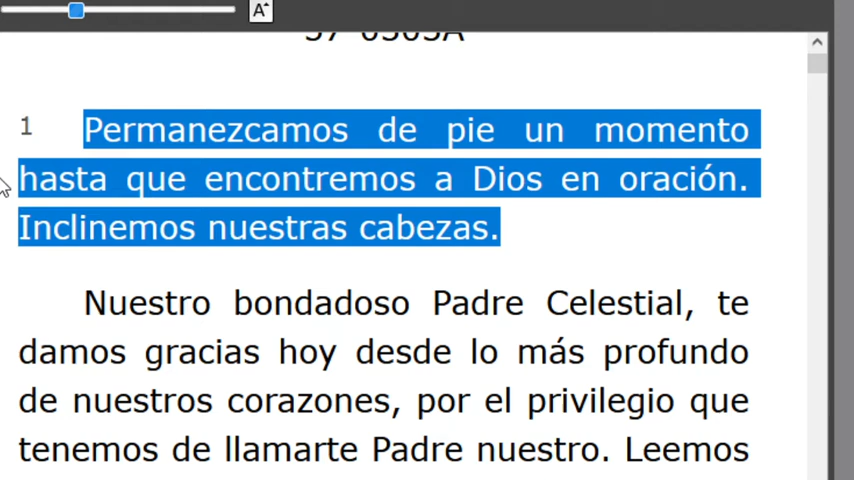 A
1 Permanezcamos de pie un momento
hasta que encontremos a Dios en oración.
Inclinemos nuestras cabezas.
Nuestro bondadoso Padre Celestial, te
damos gracias hoy desde lo más profundo
de nuestros corazones, por el privilegio que
tenemos de llamarte Padre nuestro. Leemos